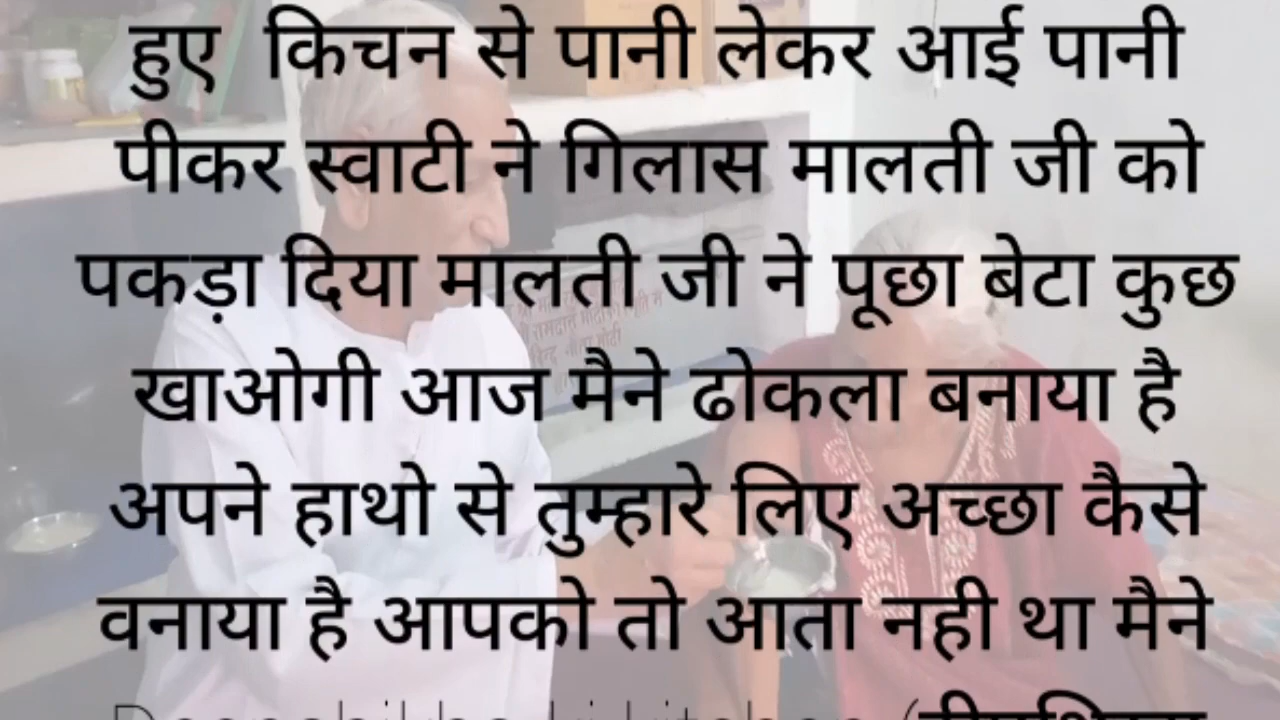 हुए किचन से पानी लेकर आई पानी
पीकर स्वाटी ने गिलास मालती जी को
पकड़ा दिया मालती जी ने पूछा बेटा कुछ
खाओगी आज मैने ढोकला बनाया है
अपने हाथो से तुम्हारे लिए अच्छा कैसे
वनाया है आपको तो आता नही था मैने